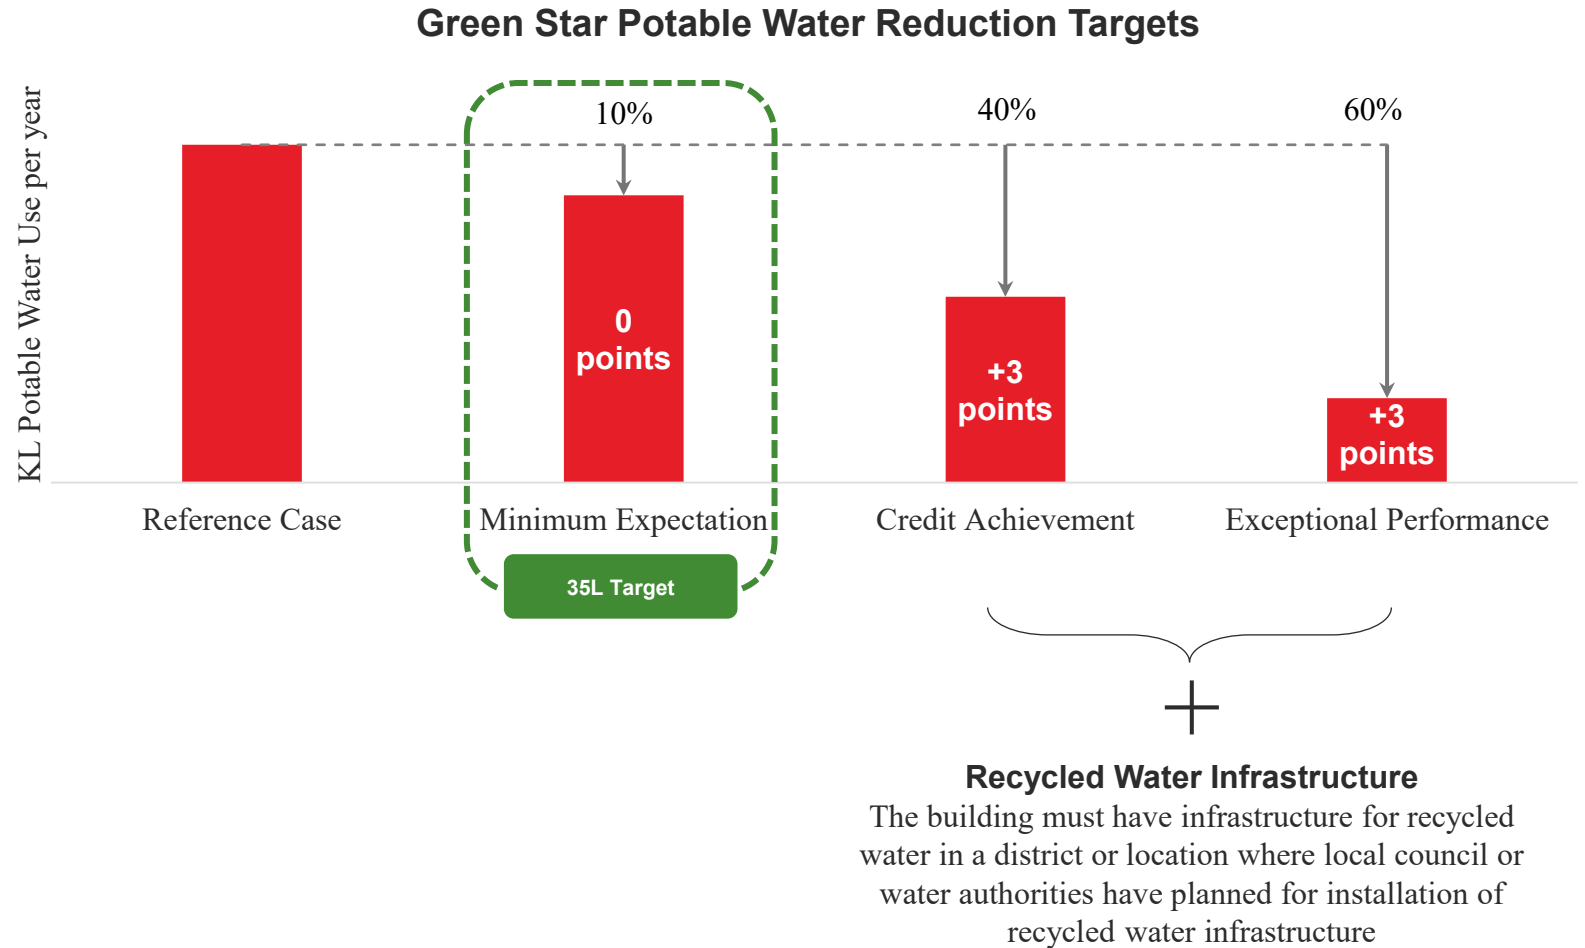 Green Star Potable Water Reduction Targets
KL Potable Water Use per year
10%
40%
60%
0
points
+3
points
+3
points
Reference Case
Minimum Expectation
Credit Achievement
Exceptional Performance
35L Target
Recycled Water Infrastructure
The building must have infrastructure for recycled
water in a district or location where local council or
water authorities have planned for installation of
recycled water infrastructure